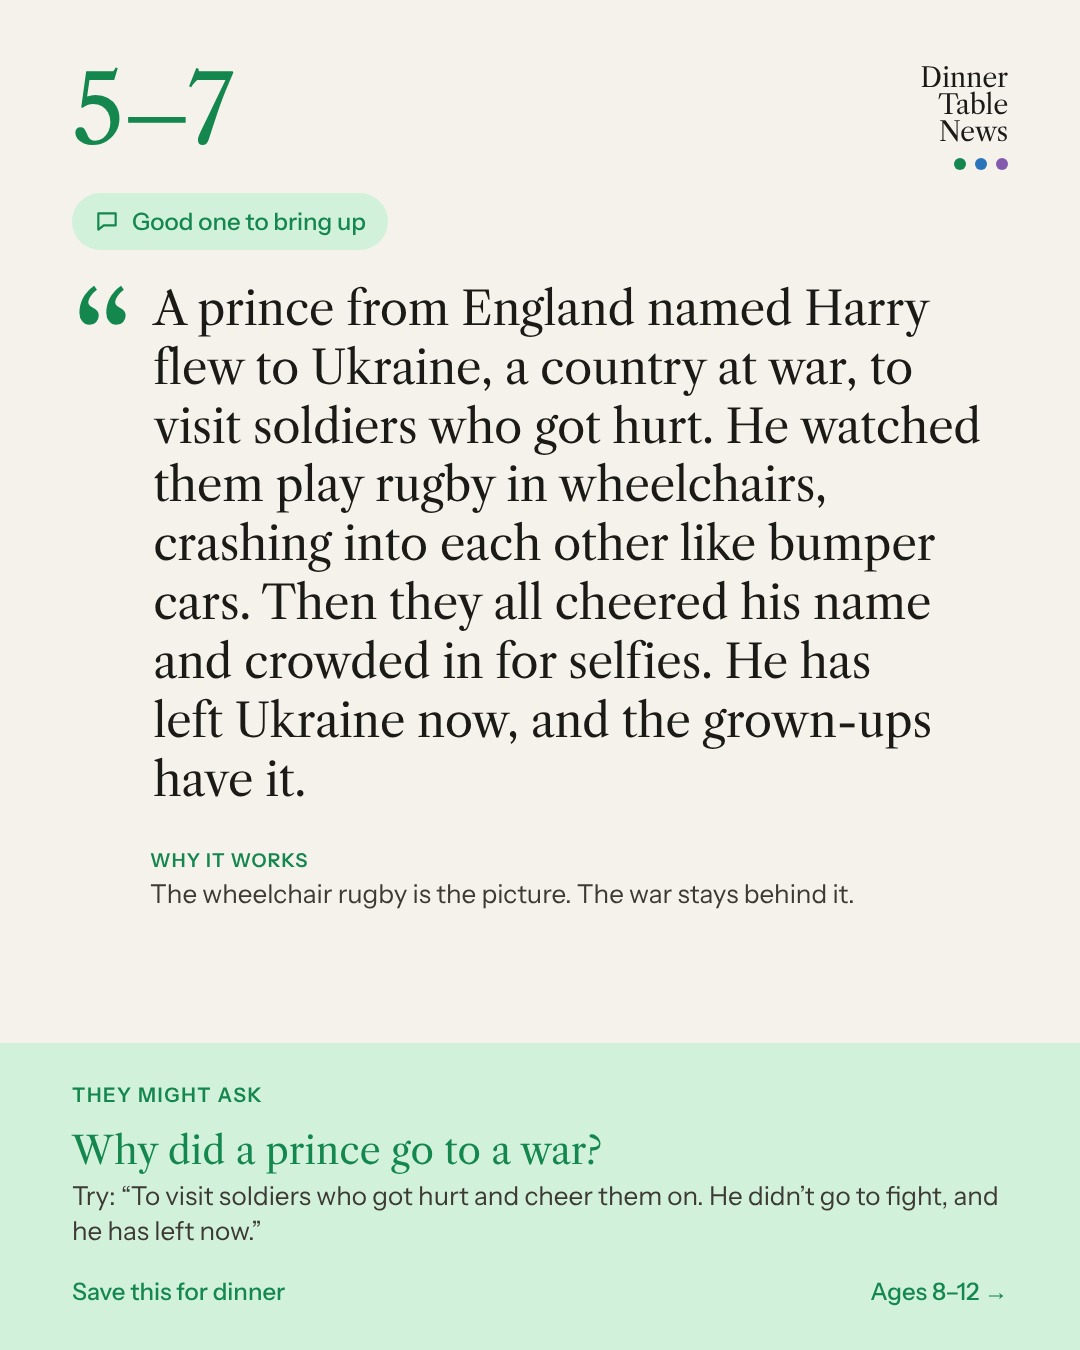 5–7
Dinner
Table
News
Good one to bring up
“ A prince from England named Harry
flew to Ukraine, a country at war, to
visit soldiers who got hurt. He watched
them play rugby in wheelchairs,
crashing into each other like bumper
cars. Then they all cheered his name
and crowded in for selfies. He has
left Ukraine now, and the grown-ups
have it.
WHY IT WORKS
The wheelchair rugby is the picture. The war stays behind it.
THEY MIGHT ASK
Why did a prince go to a war?
Try: “To visit soldiers who got hurt and cheer them on. He didn’t go to fight, and
he has left now.”
Save this for dinner
Ages 8–12 →